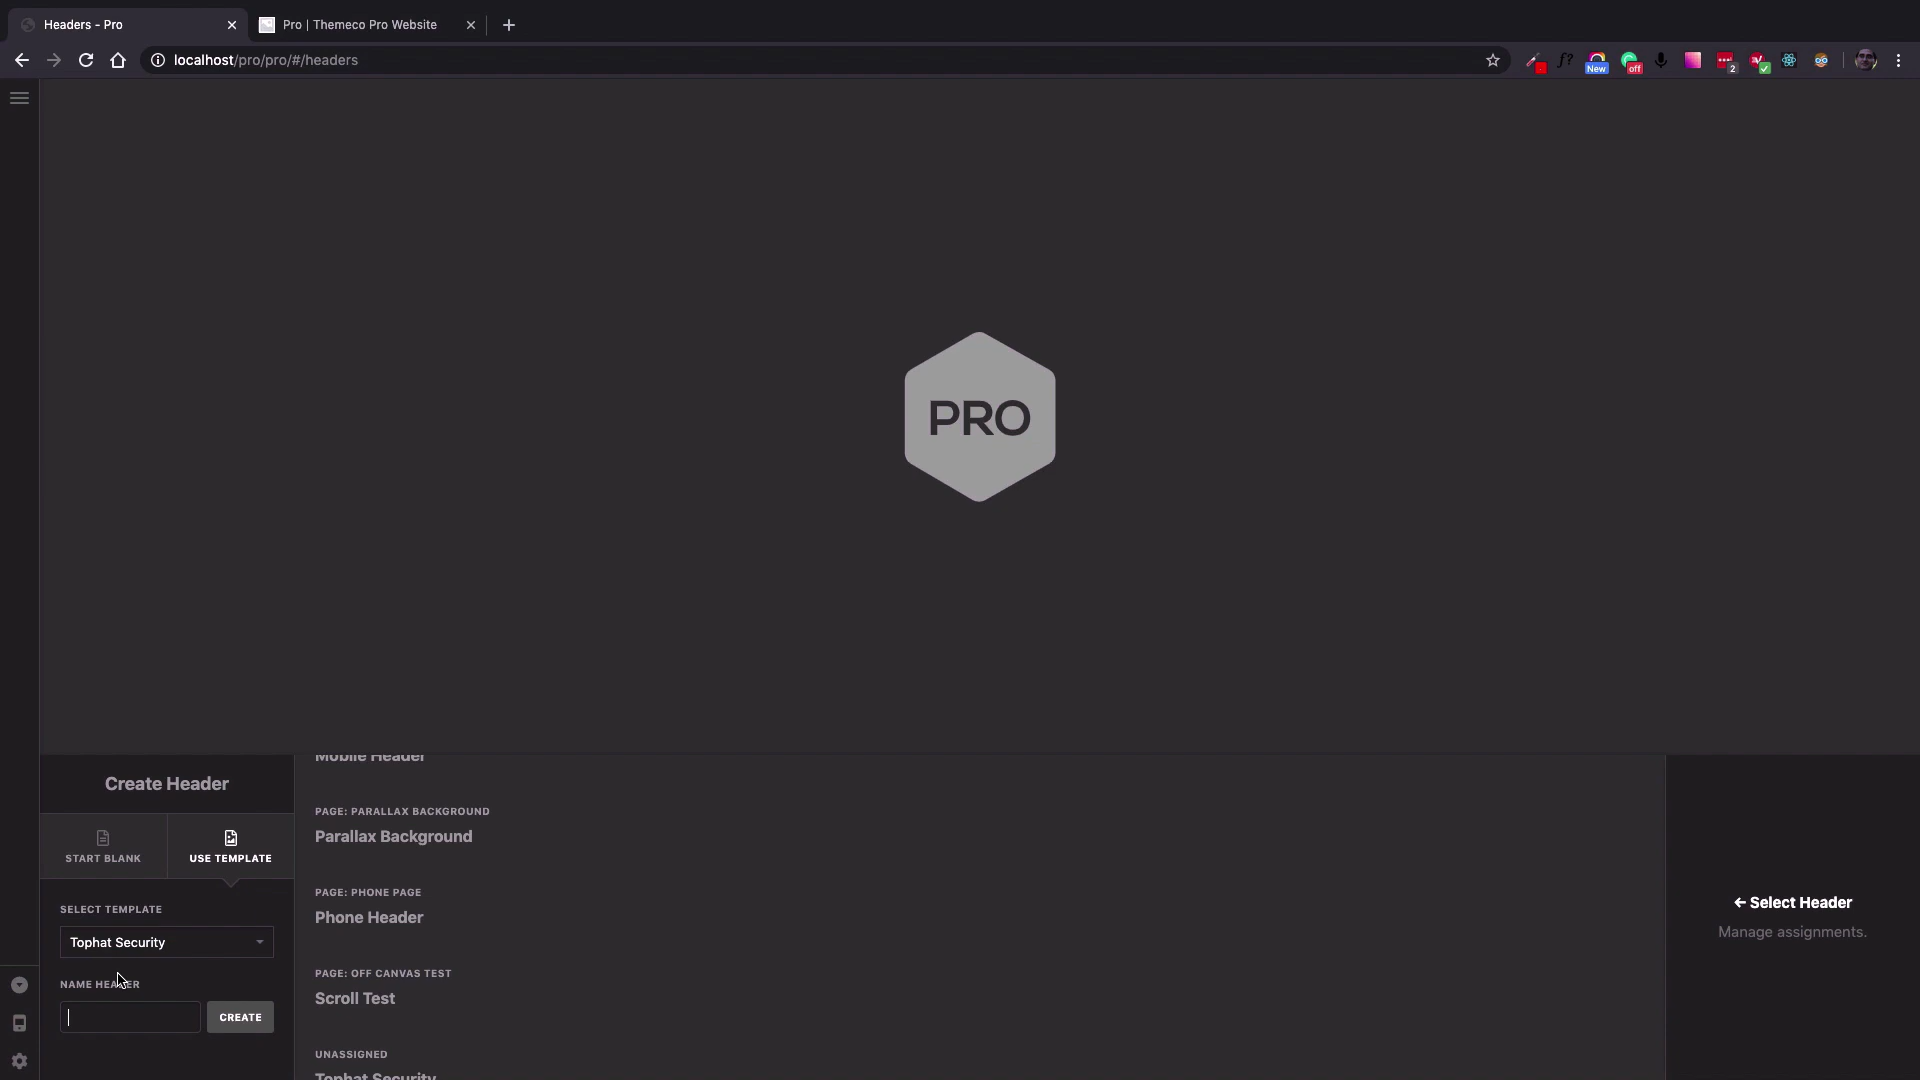 Headers - Pro
Pro | Themeco Pro Website
localhost/pro/pro/#/headers
f?
New
off
2
PRO
Create Header
START BLANK
USE TEMPLATE
SELECT TEMPLATE
Tophat Security
NAME HEADER
CREATE
Mobile Header
PAGE: PARALLAX BACKGROUND
Parallax Background
PAGE: PHONE PAGE
Phone Header
PAGE: OFF CANVAS TEST
Scroll Test
UNASSIGNED
Tophat Security
← Select Header
Manage assignments.